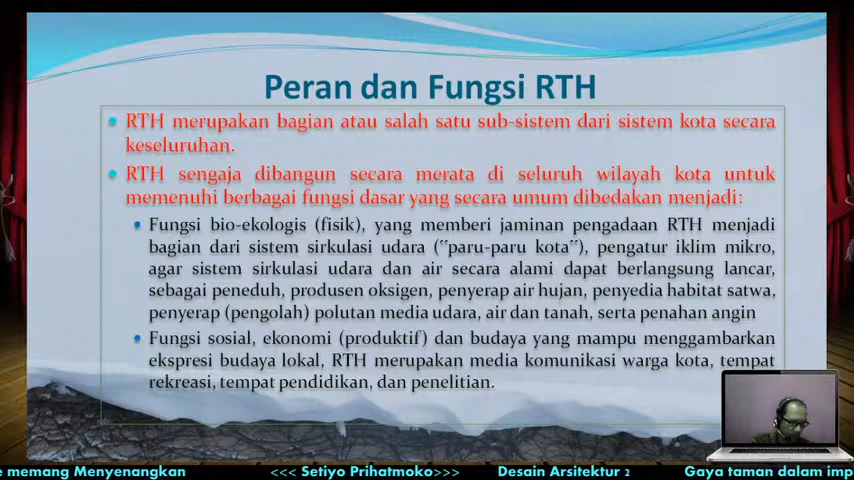 Peran dan Fungsi RTH
RTH merupakan bagian atau salah satu sub-sistem dari sistem kota secara
keseluruhan.
RTH sengaja dibangun secara merata di seluruh wilayah kota untuk
memenuhi berbagai fungsi dasar yang secara umum dibedakan menjadi:
Fungsi bio-ekologis (fisik), yang memberi jaminan pengadaan RTH menjadi
bagian dari sistem sirkulasi udara ("paru-paru kota"), pengatur iklim mikro,
agar sistem sirkulasi udara dan air secara alami dapat berlangsung lancar,
sebagai peneduh, produsen oksigen, penyerap air hujan, penyedia habitat satwa,
penyerap (pengolah) polutan media udara, air dan tanah, serta penahan angin
Fungsi sosial, ekonomi (produktif) dan budaya yang mampu menggambarkan
ekspresi budaya lokal, RTH merupakan media komunikasi warga kota, tempat
rekreasi, tempat pendidikan, dan penelitian.
e memang Menyenangkan <<< Setiyo Prihatmoko>>> Desain Arsitektur 2 Gaya taman dalam imp